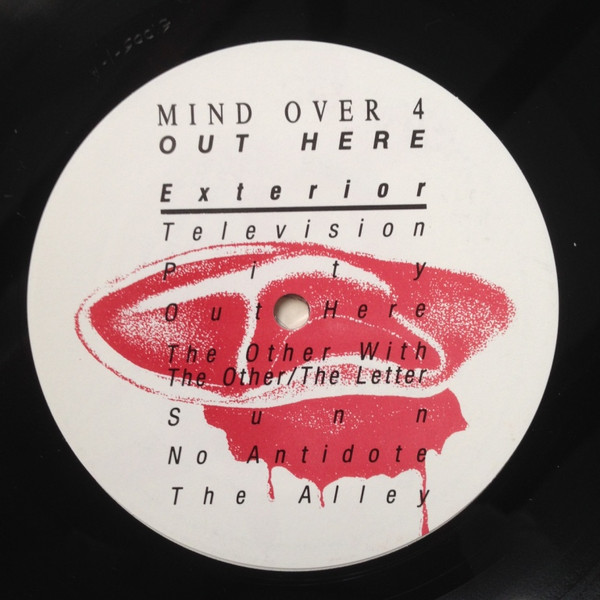 MIND OVER 4
OUT HERE
Exterior
Television
Pity
Out Here
The Other With
The Other/The Letter
Sunn
No Antidote
The Alley